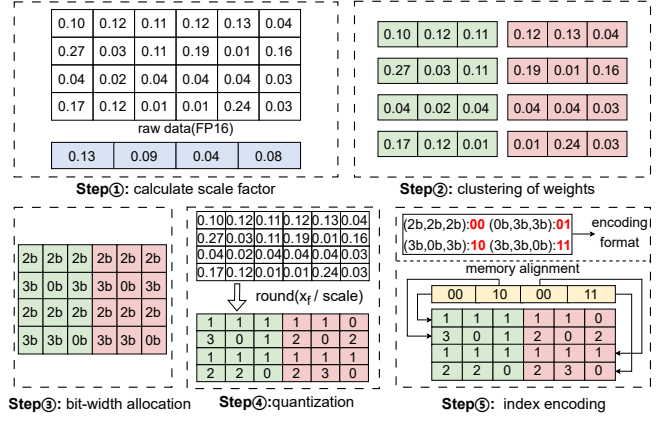 0.10 0.12 0.11 0.12 0.13 0.04
0.27 0.03 0.11 0.19 0.01 0.16
0.04 0.02 0.04 0.04 0.04 0.03
0.17 0.12 0.01 0.01 0.24 0.03
raw data(FP16)
0.13 0.09 0.04 0.08
Step①: calculate scale factor
0.10 0.12 0.11 0.12 0.13 0.04
0.27 0.03 0.11 0.19 0.01 0.16
0.04 0.02 0.04 0.04 0.04 0.03
0.17 0.12 0.01 0.01 0.24 0.03
Step②: clustering of weights
2b 2b 2b 2b 2b 2b
3b 0b 3b 3b 0b 3b
2b 2b 2b 2b 2b 2b
3b 3b 0b 3b 3b 0b
Step③: bit-width allocation
0.10 0.12 0.11 0.12 0.13 0.04
0.27 0.03 0.11 0.19 0.01 0.16
0.04 0.02 0.04 0.04 0.04 0.03
0.17 0.12 0.01 0.01 0.24 0.03
round(xf / scale)
1 1 1 1 1 0
3 0 1 2 0 2
1 1 1 1 1 1
2 2 0 2 3 0
Step④:quantization
(2b,2b,2b):00 (0b,3b,3b):01
(3b,0b,3b):10 (3b,3b,0b):11
encoding
format
memory alignment
00 10 00 11
1 1 1 1 1 0
3 0 1 2 0 2
1 1 1 1 1 1
2 2 0 2 3 0
Step⑤: index encoding